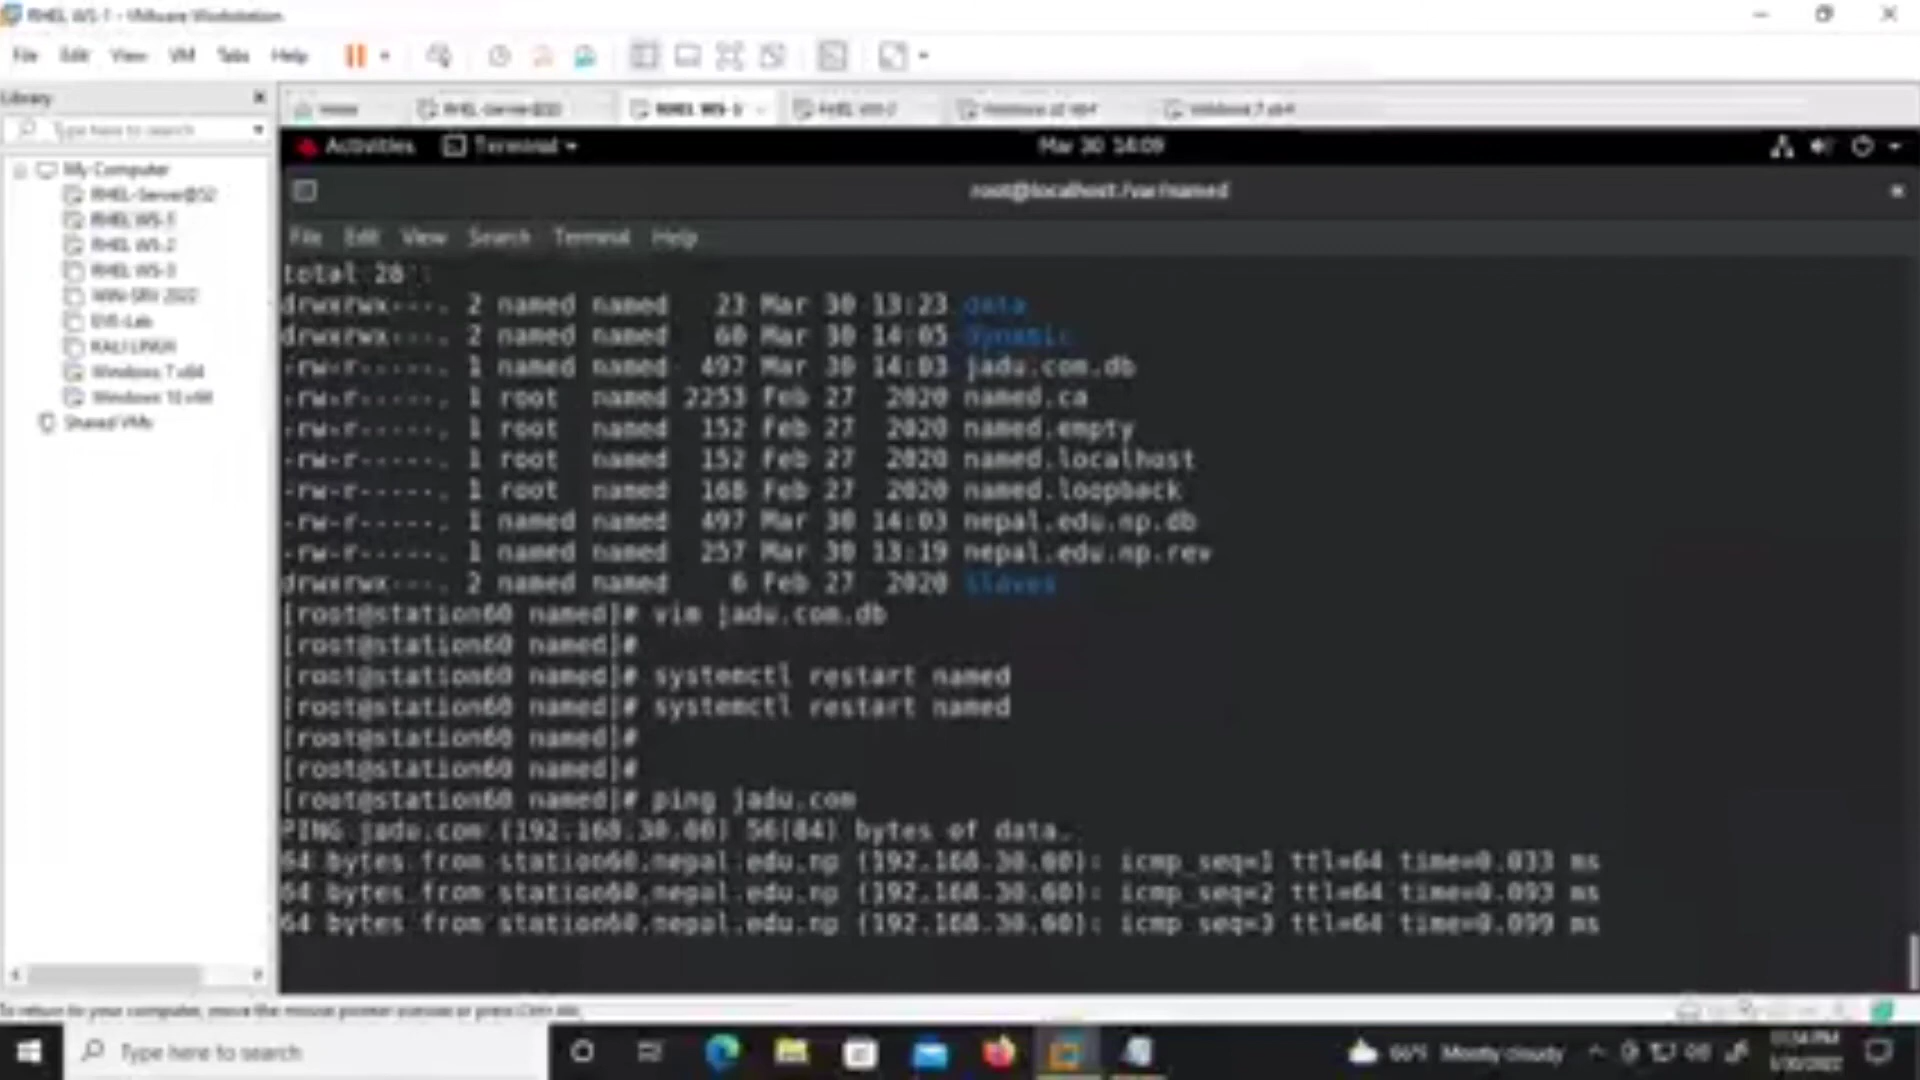 RHEL WS-1 - VMware Workstation
File Edit View VM Tabs Help
Library
Type here to search
My Computer
RHEL-Server@52
RHEL WS-1
RHEL WS-2
RHEL WS-3
WIN-SRV 2022
KALI LINUX
Windows 7 x64
Windows 10 x64
Shared VMs
Home RHEL WS-1
Activities Terminal Mar 30 14:09
root@localhost:/var/named
File Edit View Search Terminal Help
total 28
drwxrwx---. 2 named named 23 Mar 30 13:23 data
drwxrwx---. 2 named named 60 Mar 30 14:05 dynamic
-rw-r-----. 1 named named 497 Mar 30 14:03 jadu.com.db
-rw-r-----. 1 root named 2253 Feb 27 2020 named.ca
-rw-r-----. 1 root named 152 Feb 27 2020 named.empty
-rw-r-----. 1 root named 152 Feb 27 2020 named.localhost
-rw-r-----. 1 root named 168 Feb 27 2020 named.loopback
-rw-r-----. 1 named named 497 Mar 30 14:03 nepal.edu.np.db
-rw-r-----. 1 named named 257 Mar 30 13:19 nepal.edu.np.rev
drwxrwx---. 2 named named 6 Feb 27 2020 slaves
[root@station60 named]# vim jadu.com.db
[root@station60 named]#
[root@station60 named]# systemctl restart named
[root@station60 named]# systemctl restart named
[root@station60 named]#
[root@station60 named]#
[root@station60 named]# ping jadu.com
PING jadu.com (192.168.30.60) 56(84) bytes of data.
64 bytes from station60.nepal.edu.np (192.168.30.60): icmp_seq=1 ttl=64 time=0.033 ms
64 bytes from station60.nepal.edu.np (192.168.30.60): icmp_seq=2 ttl=64 time=0.093 ms
64 bytes from station60.nepal.edu.np (192.168.30.60): icmp_seq=3 ttl=64 time=0.099 ms
To return to your computer, move the mouse pointer outside or press Ctrl+Alt.
Type here to search
66°F Mostly cloudy
3/30/2022